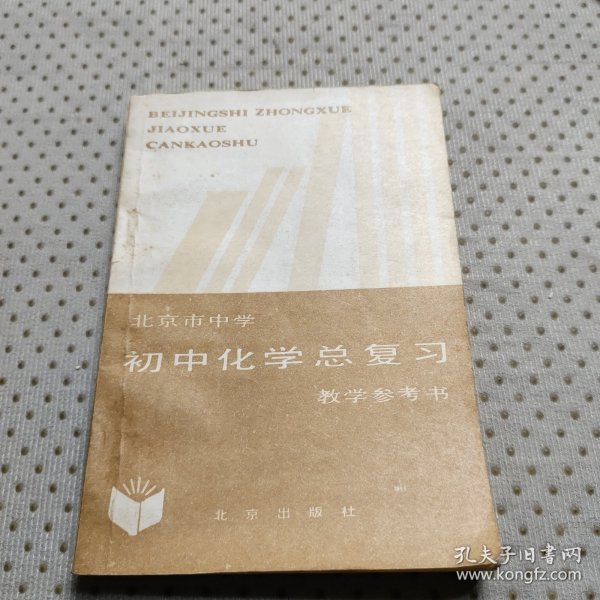 BEIJINGSHI ZHONGXUE
JIAOXUE
CANKAOSHU
北京市中学
初中化学总复习
教学参考书
北京出版社
孔夫子旧书网
www.kongfz.com